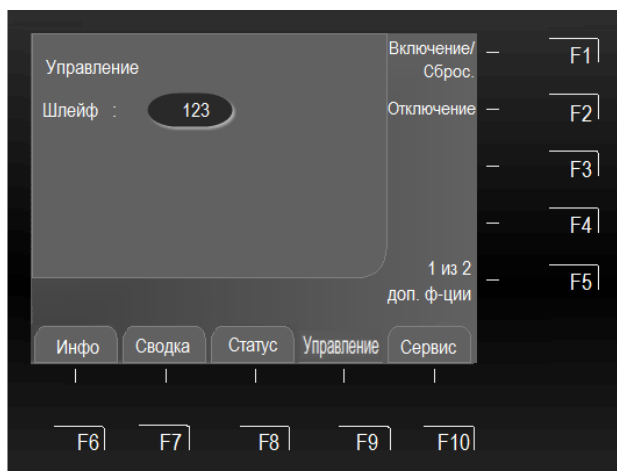 Управление
Шлейф : 123
Включение/
Сброс.
Отключение
1 из 2
доп. ф-ции
F1
F2
F3
F4
F5
Инфо Сводка Статус Управление Сервис
F6 F7 F8 F9 F10